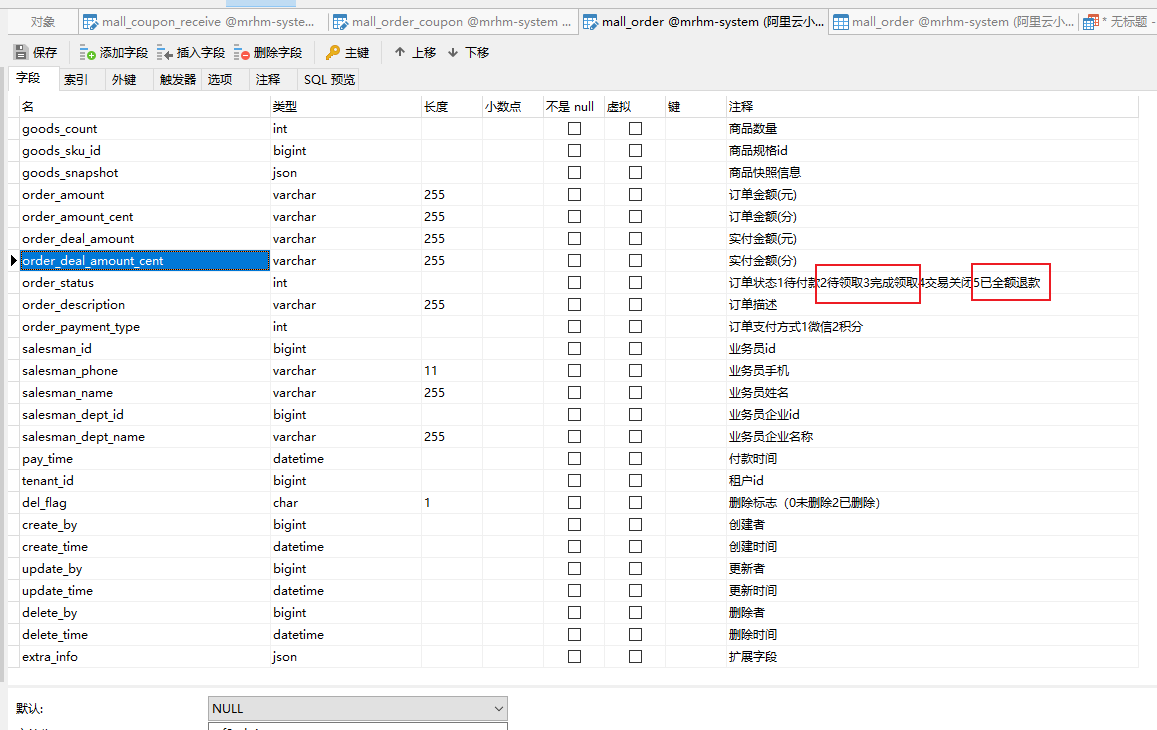 对象 mall_coupon_receive @mrhm-syste... mall_order_coupon @mrhm-system ... mall_order @mrhm-system (阿里云小... mall_order @mrhm-system (阿里云小... * 无标题 -
保存 添加字段 插入字段 删除字段 主键 上移 下移
字段 索引 外键 触发器 选项 注释 SQL 预览
名 类型 长度 小数点 不是 null 虚拟 键 注释
goods_count int 商品数量
goods_sku_id bigint 商品规格id
goods_snapshot json 商品快照信息
order_amount varchar 255 订单金额(元)
order_amount_cent varchar 255 订单金额(分)
order_deal_amount varchar 255 实付金额(元)
order_deal_amount_cent varchar 255 实付金额(分)
order_status int 订单状态1待付款2待领取3完成领取4交易关闭5已全额退款
order_description varchar 255 订单描述
order_payment_type int 订单支付方式1微信2积分
salesman_id bigint 业务员id
salesman_phone varchar 11 业务员手机
salesman_name varchar 255 业务员姓名
salesman_dept_id bigint 业务员企业id
salesman_dept_name varchar 255 业务员企业名称
pay_time datetime 付款时间
tenant_id bigint 租户id
del_flag char 1 删除标志（0未删除2已删除）
create_by bigint 创建者
create_time datetime 创建时间
update_by bigint 更新者
update_time datetime 更新时间
delete_by bigint 删除者
delete_time datetime 删除时间
extra_info json 扩展字段
默认: NULL